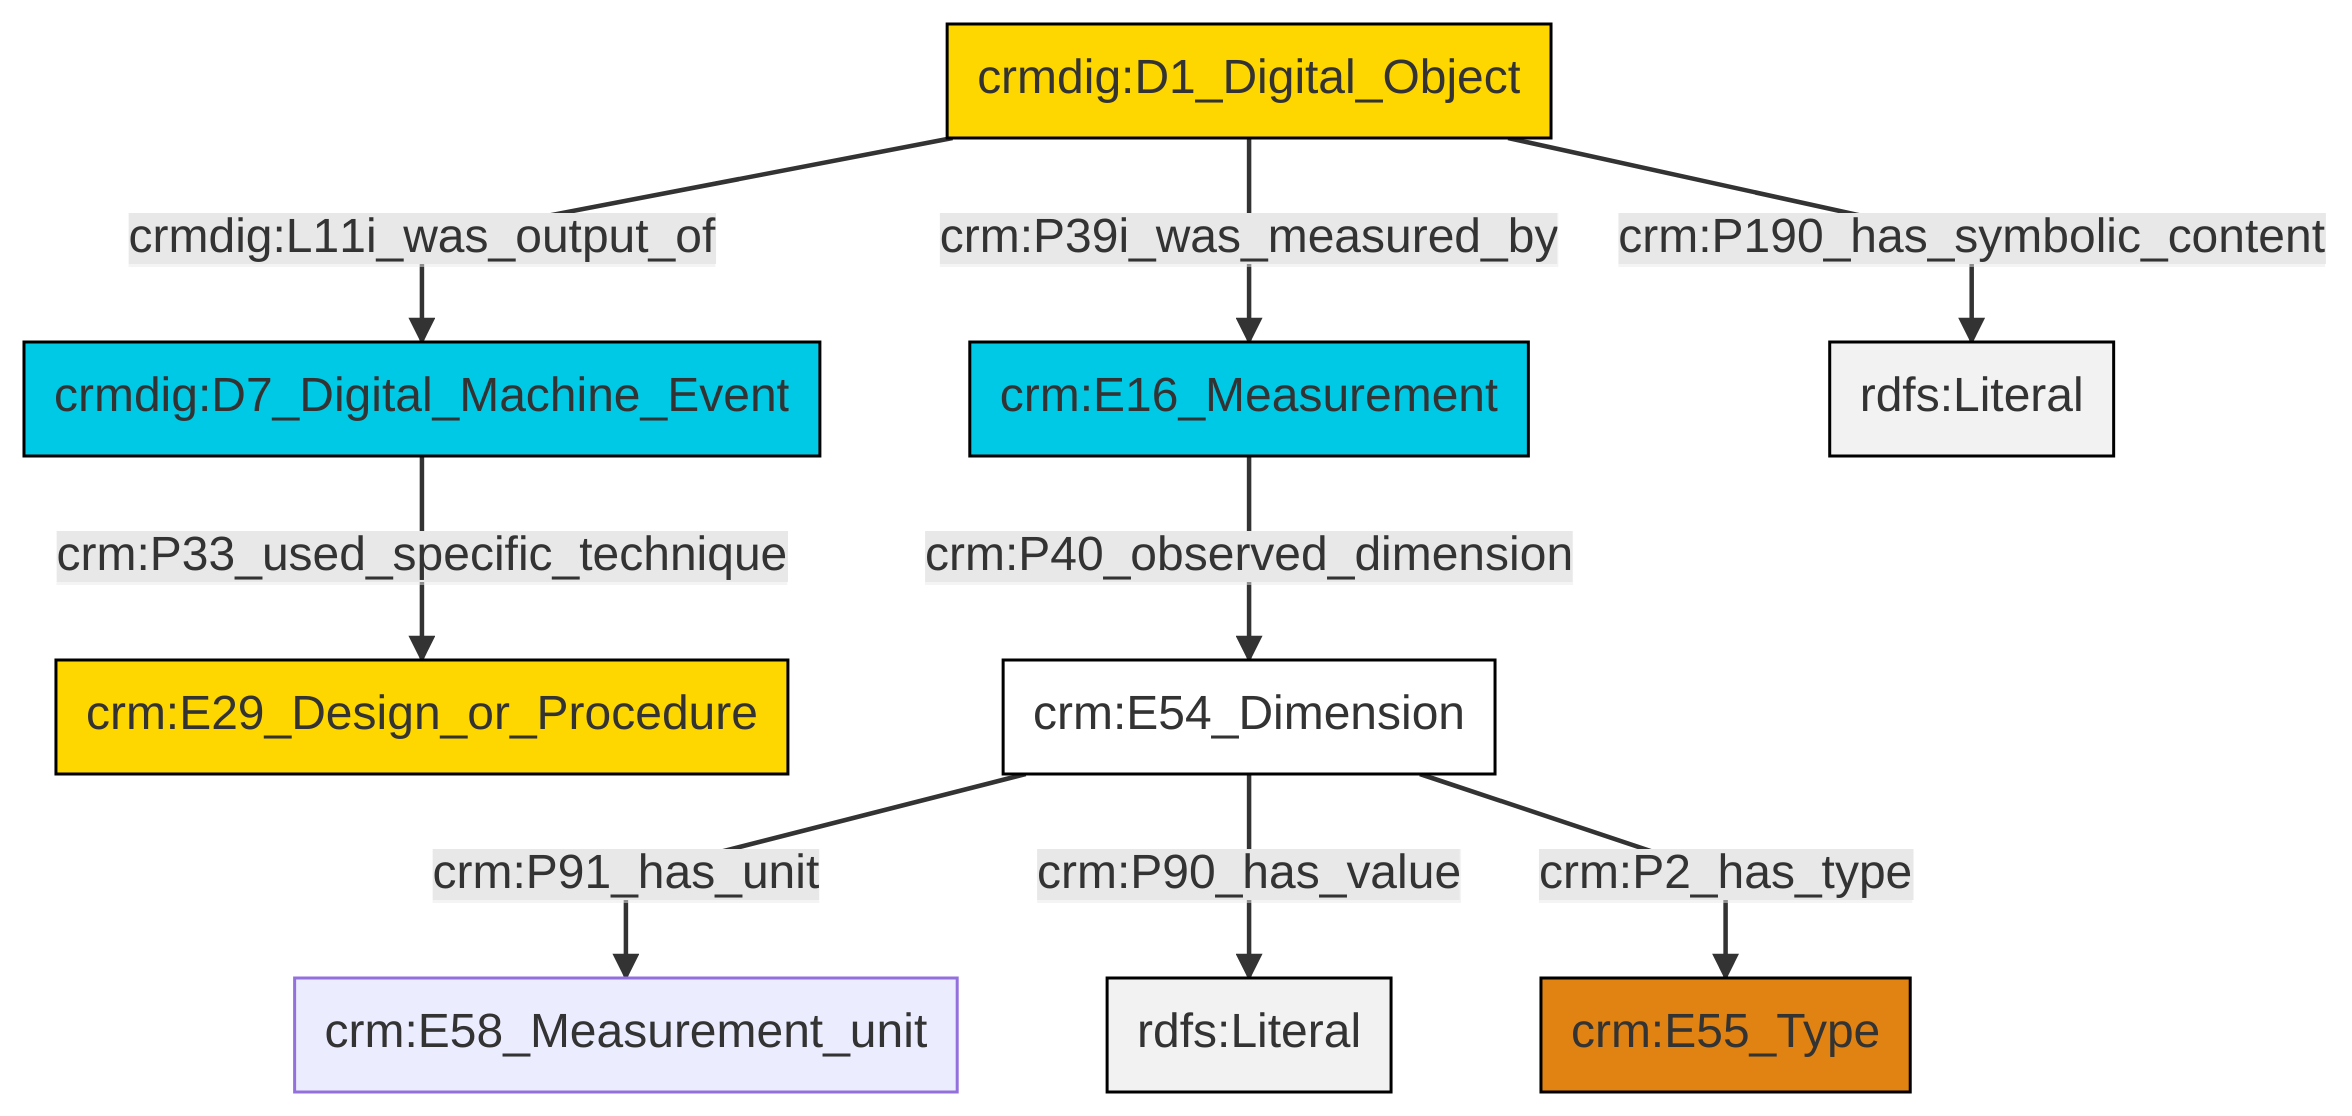 crmdig:D1_Digital_Object
crmdig:L11i_was_output_of
crm:P39i_was_measured_by
crm:P190_has_symbolic_content
crmdig:D7_Digital_Machine_Event
crm:E16_Measurement
rdfs:Literal
crm:P33_used_specific_technique
crm:P40_observed_dimension
crm:E29_Design_or_Procedure
crm:E54_Dimension
crm:P91_has_unit
crm:P90_has_value
crm:P2_has_type
crm:E58_Measurement_unit
rdfs:Literal
crm:E55_Type